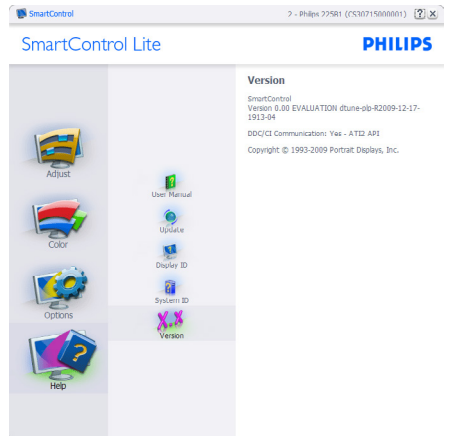 SmartControl
2 - Philips 225B1 (CS30715000001)
SmartControl Lite
PHILIPS
Adjust
Color
Options
Help
User Manual
Update
Display ID
System ID
X.X
Version
Version
SmartControl
Version 0.00 EVALUATION dtune-plp-R2009-12-17-
1913-04
DDC/CI Communication: Yes - ATI2 API
Copyright © 1993-2009 Portrait Displays, Inc.